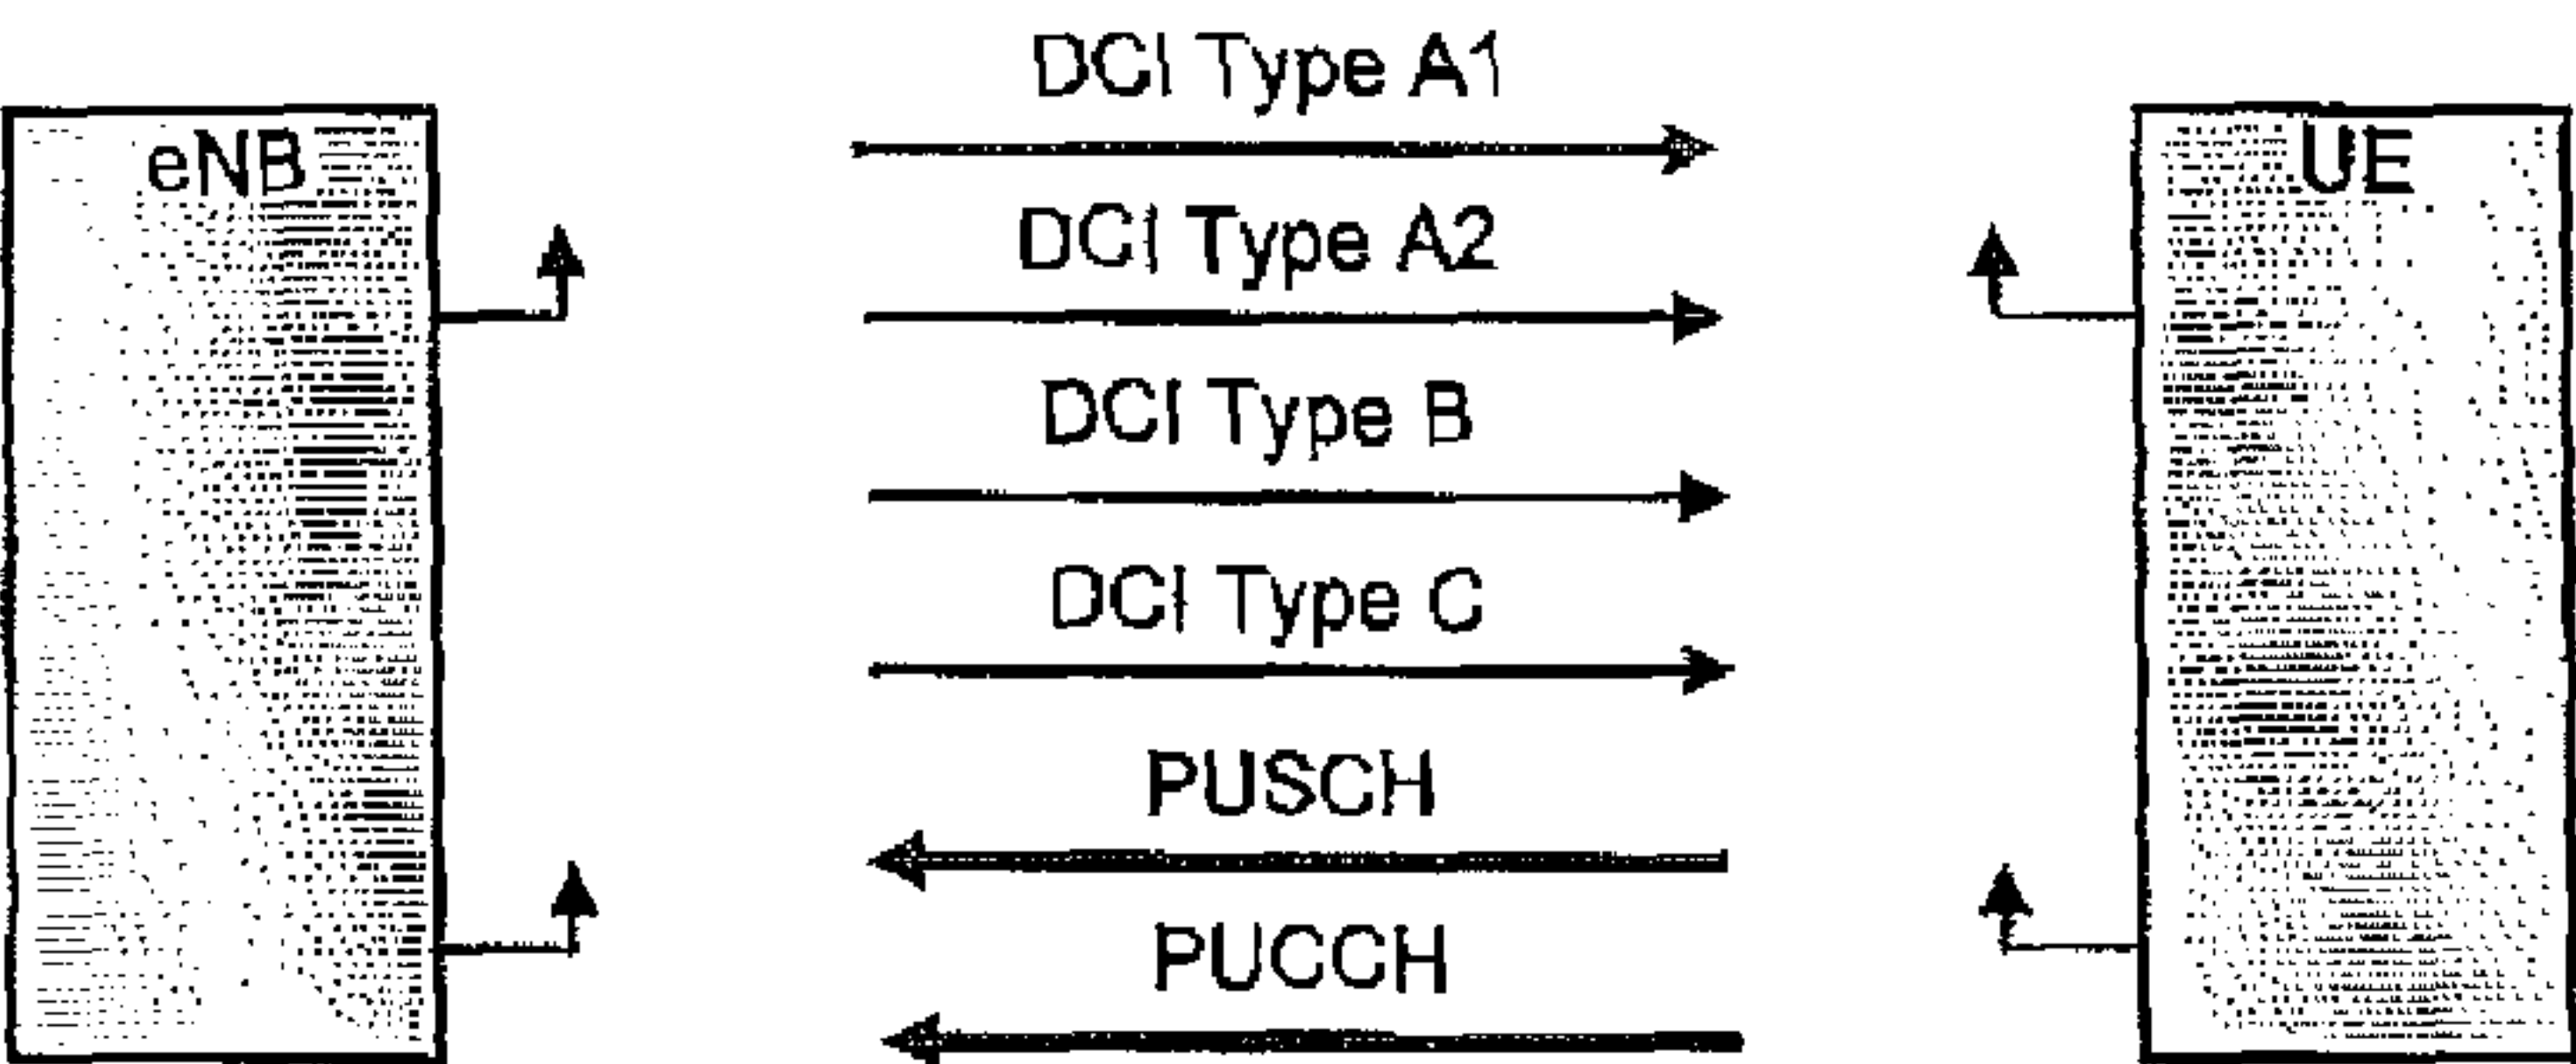 DCI Type A1
eNB
UE
DCI Type A2
DCI Type B
DCI Type C
PUSCH
PUCCH